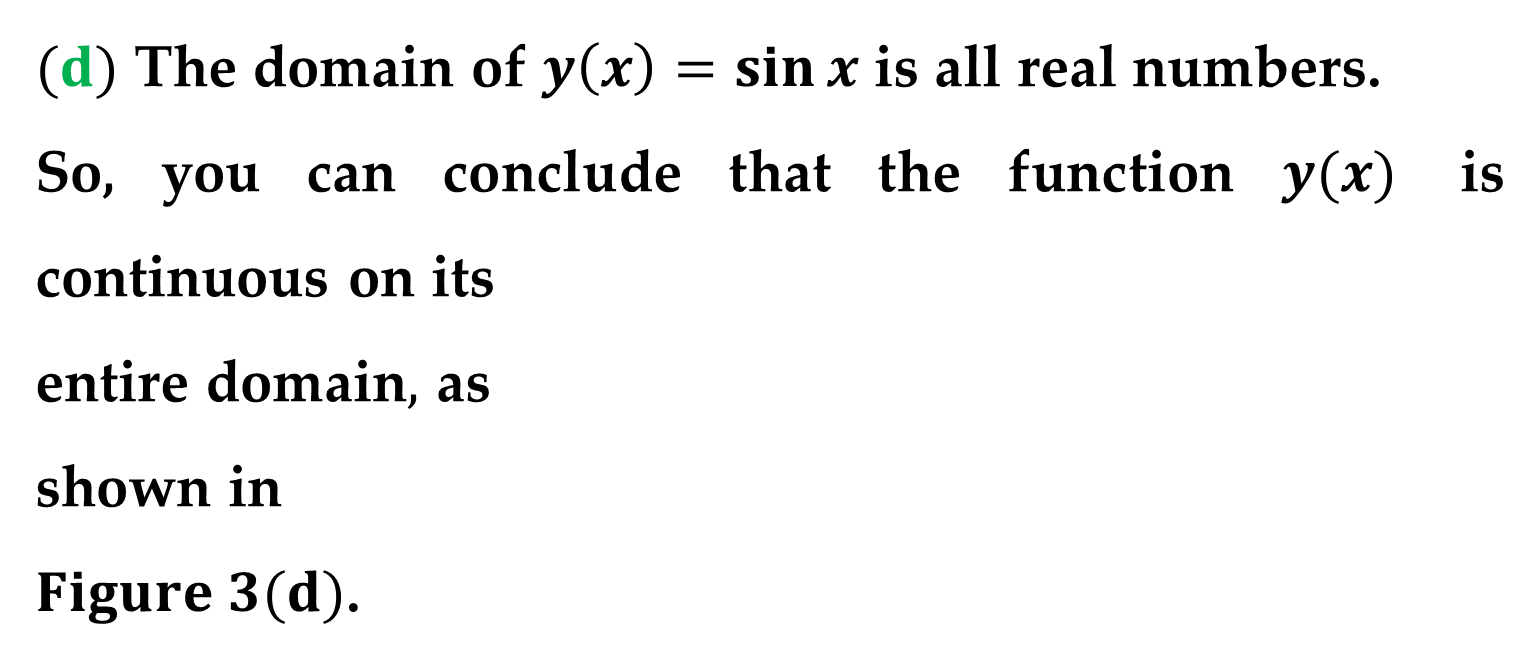 (d) The domain of y(x) = sin x is all real numbers.
So, you can conclude that the function y(x) is
continuous on its
entire domain, as
shown in
Figure 3(d).